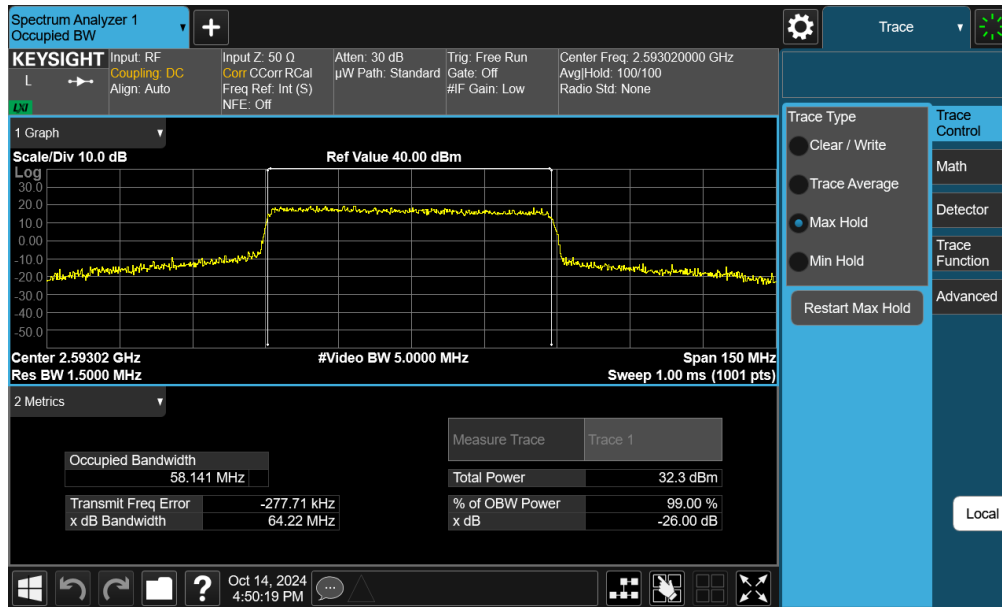 Spectrum Analyzer 1
Occupied BW
+
Trace
KEYSIGHT
L
LXI
Input: RF
Coupling: DC
Align: Auto
Input Z: 50 Ω
Corr CCorr RCal
Freq Ref: Int (S)
NFE: Off
Atten: 30 dB
µW Path: Standard
Trig: Free Run
Gate: Off
#IF Gain: Low
Center Freq: 2.593020000 GHz
Avg|Hold: 100/100
Radio Std: None
1 Graph
Scale/Div 10.0 dB
Ref Value 40.00 dBm
Log
30.0
20.0
10.0
0.00
-10.0
-20.0
-30.0
-40.0
-50.0
Center 2.59302 GHz
#Video BW 5.0000 MHz
Span 150 MHz
Res BW 1.5000 MHz
Sweep 1.00 ms (1001 pts)
2 Metrics
Measure Trace
Trace 1
Occupied Bandwidth
58.141 MHz
Total Power
32.3 dBm
Transmit Freq Error
-277.71 kHz
% of OBW Power
99.00 %
x dB Bandwidth
64.22 MHz
x dB
-26.00 dB
Trace Type
Clear / Write
Trace Average
Max Hold
Min Hold
Restart Max Hold
Trace
Control
Math
Detector
Trace
Function
Advanced
Local
?
Oct 14, 2024
4:50:19 PM